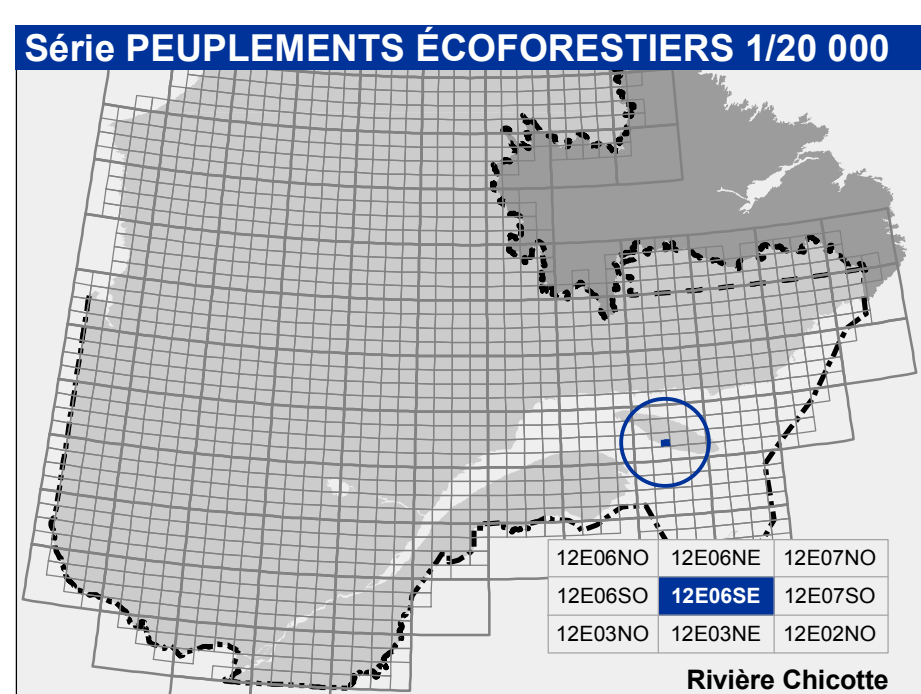 Série PEUPLEMENTS ÉCOFORESTIERS 1/20 000
12E06NO 12E06NE 12E07NO
12E06SO 12E06SE 12E07SO
12E03NO 12E03NE 12E02NO
Rivière Chicotte